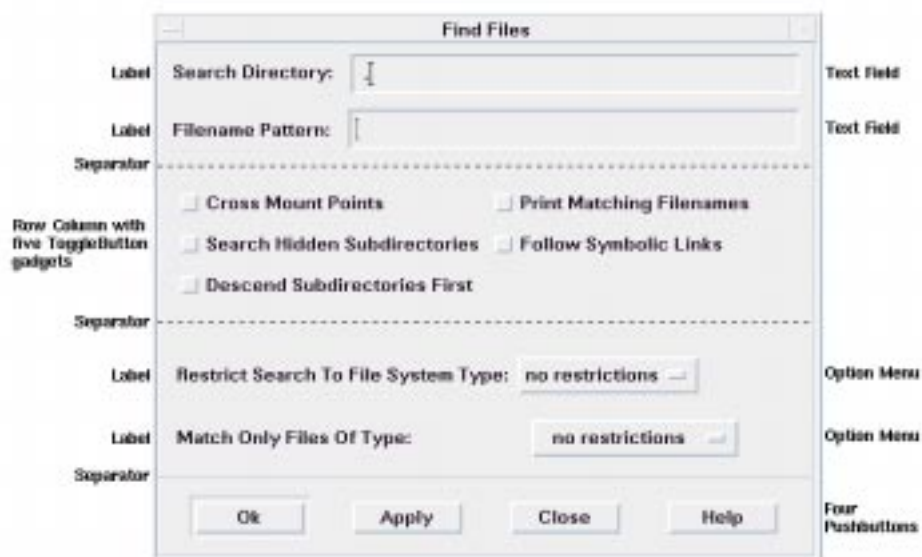 Find Files
Label Search Directory: Text Field
Label Filename Pattern: Text Field
Separator
Cross Mount Points Print Matching Filenames
Row Column with
five ToggleButton
gadgets
Search Hidden Subdirectories Follow Symbolic Links
Descend Subdirectories First
Separator
Label Restrict Search To File System Type: no restrictions Option Menu
Label Match Only Files Of Type: no restrictions Option Menu
Separator
Ok Apply Close Help
Four
Pushbuttons